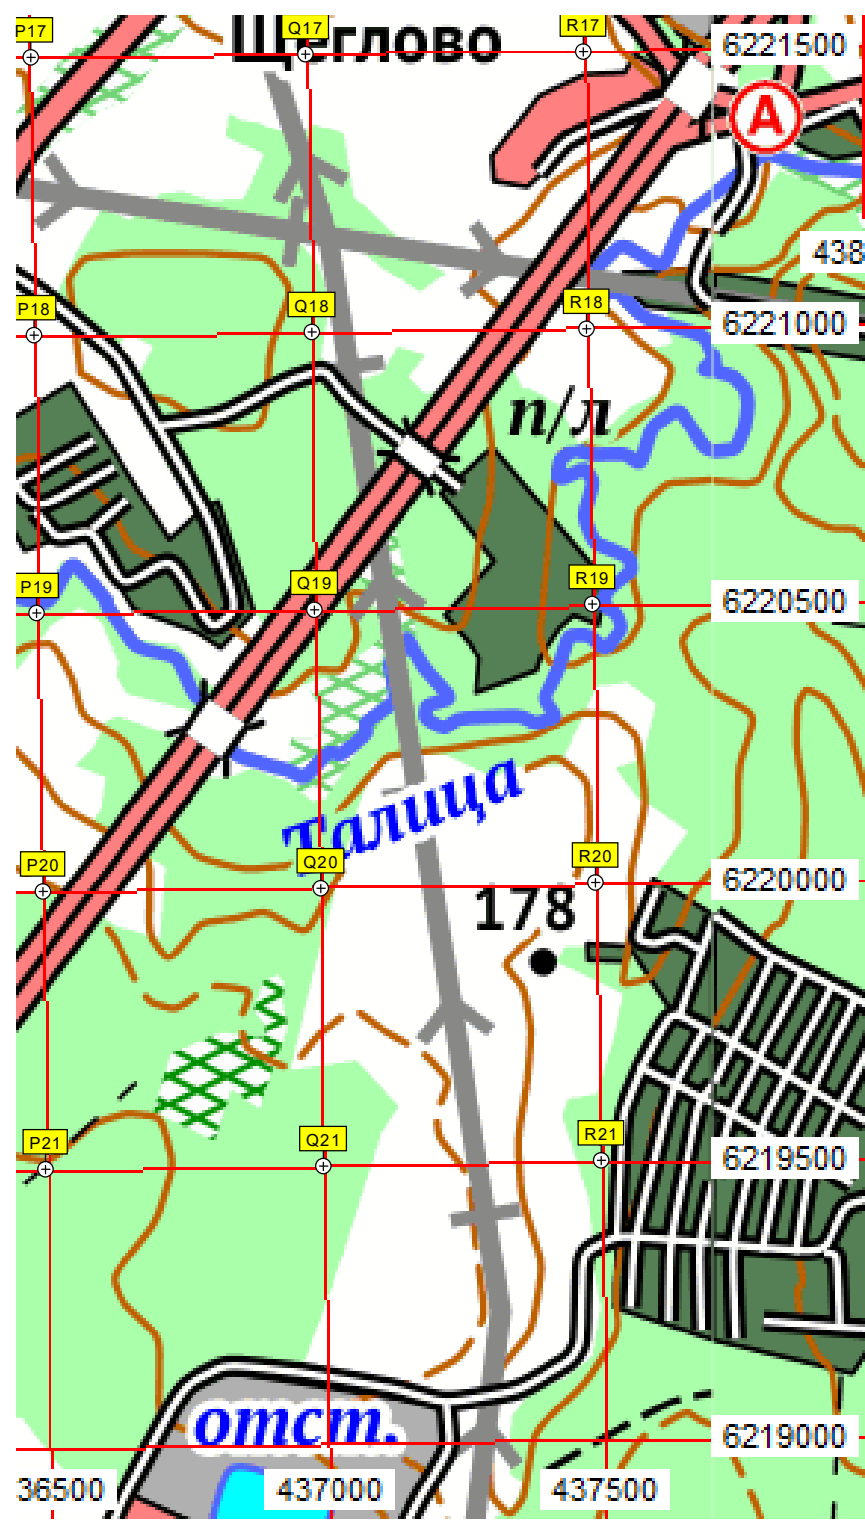 P17
Q17
R17
Щеглово
6221500
A
438
P18
Q18
R18
6221000
п/л
P19
Q19
R19
6220500
Талица
P20
Q20
R20
6220000
178
P21
Q21
R21
6219500
отст.
6219000
36500
437000
437500